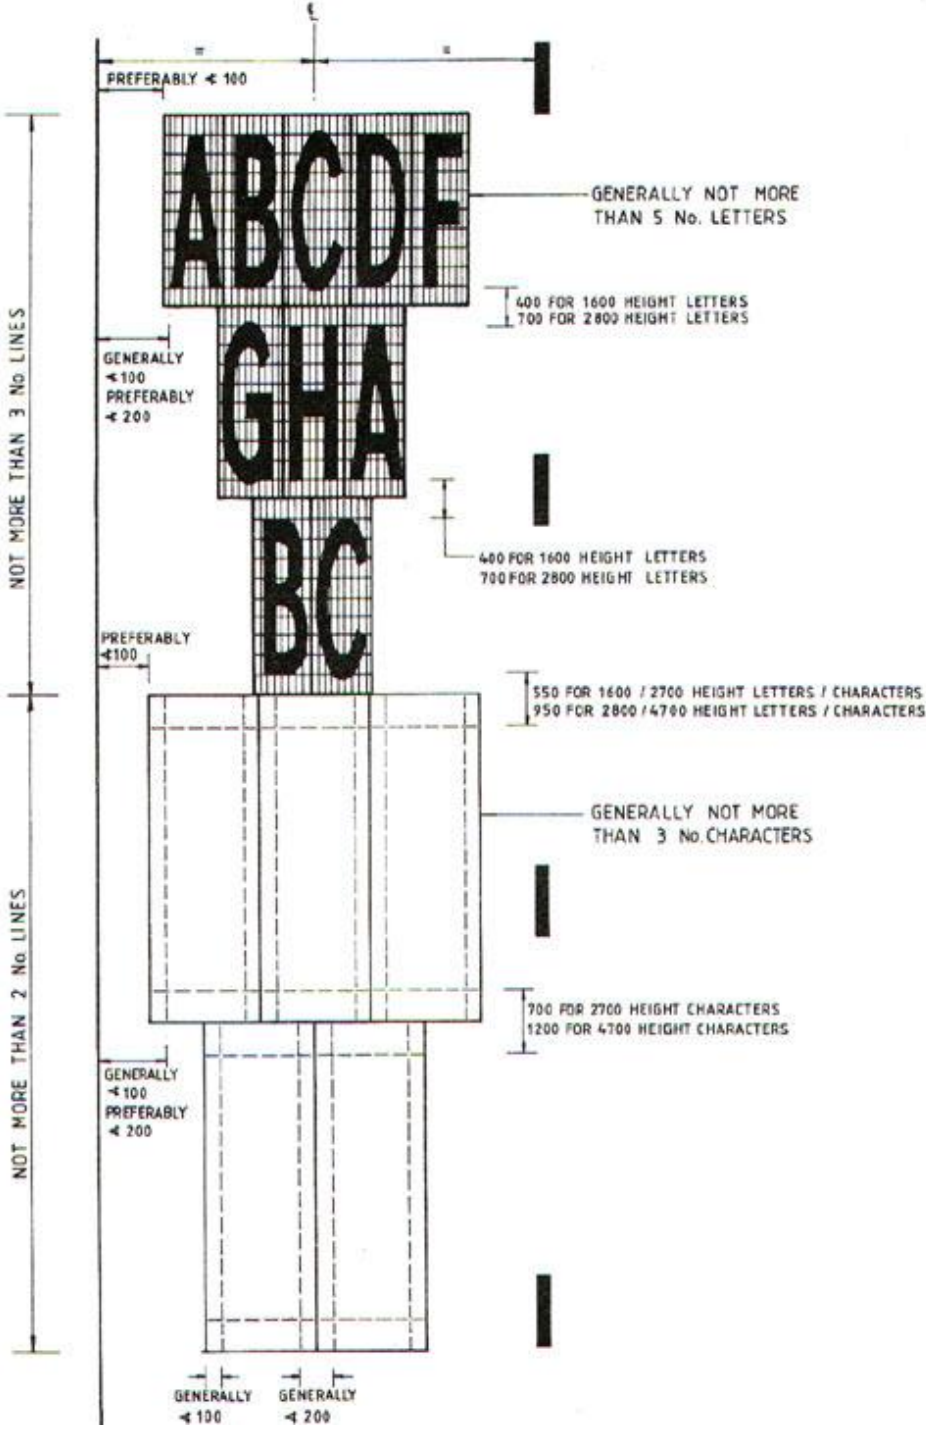 ℄
= =
PREFERABLY ≮ 100
ABCDF
GENERALLY NOT MORE
THAN 5 No. LETTERS
400 FOR 1600 HEIGHT LETTERS
700 FOR 2800 HEIGHT LETTERS
NOT MORE THAN 3 No LINES
GENERALLY
≮100
PREFERABLY
≮ 200
GHA
400 FOR 1600 HEIGHT LETTERS
700 FOR 2800 HEIGHT LETTERS
BC
PREFERABLY
≮100
550 FOR 1600 / 2700 HEIGHT LETTERS / CHARACTERS
950 FOR 2800 / 4700 HEIGHT LETTERS / CHARACTERS
GENERALLY NOT MORE
THAN 3 No. CHARACTERS
NOT MORE THAN 2 No. LINES
700 FOR 2700 HEIGHT CHARACTERS
1200 FOR 4700 HEIGHT CHARACTERS
GENERALLY
≮100
PREFERABLY
≮ 200
GENERALLY
≮ 100
GENERALLY
≮ 200